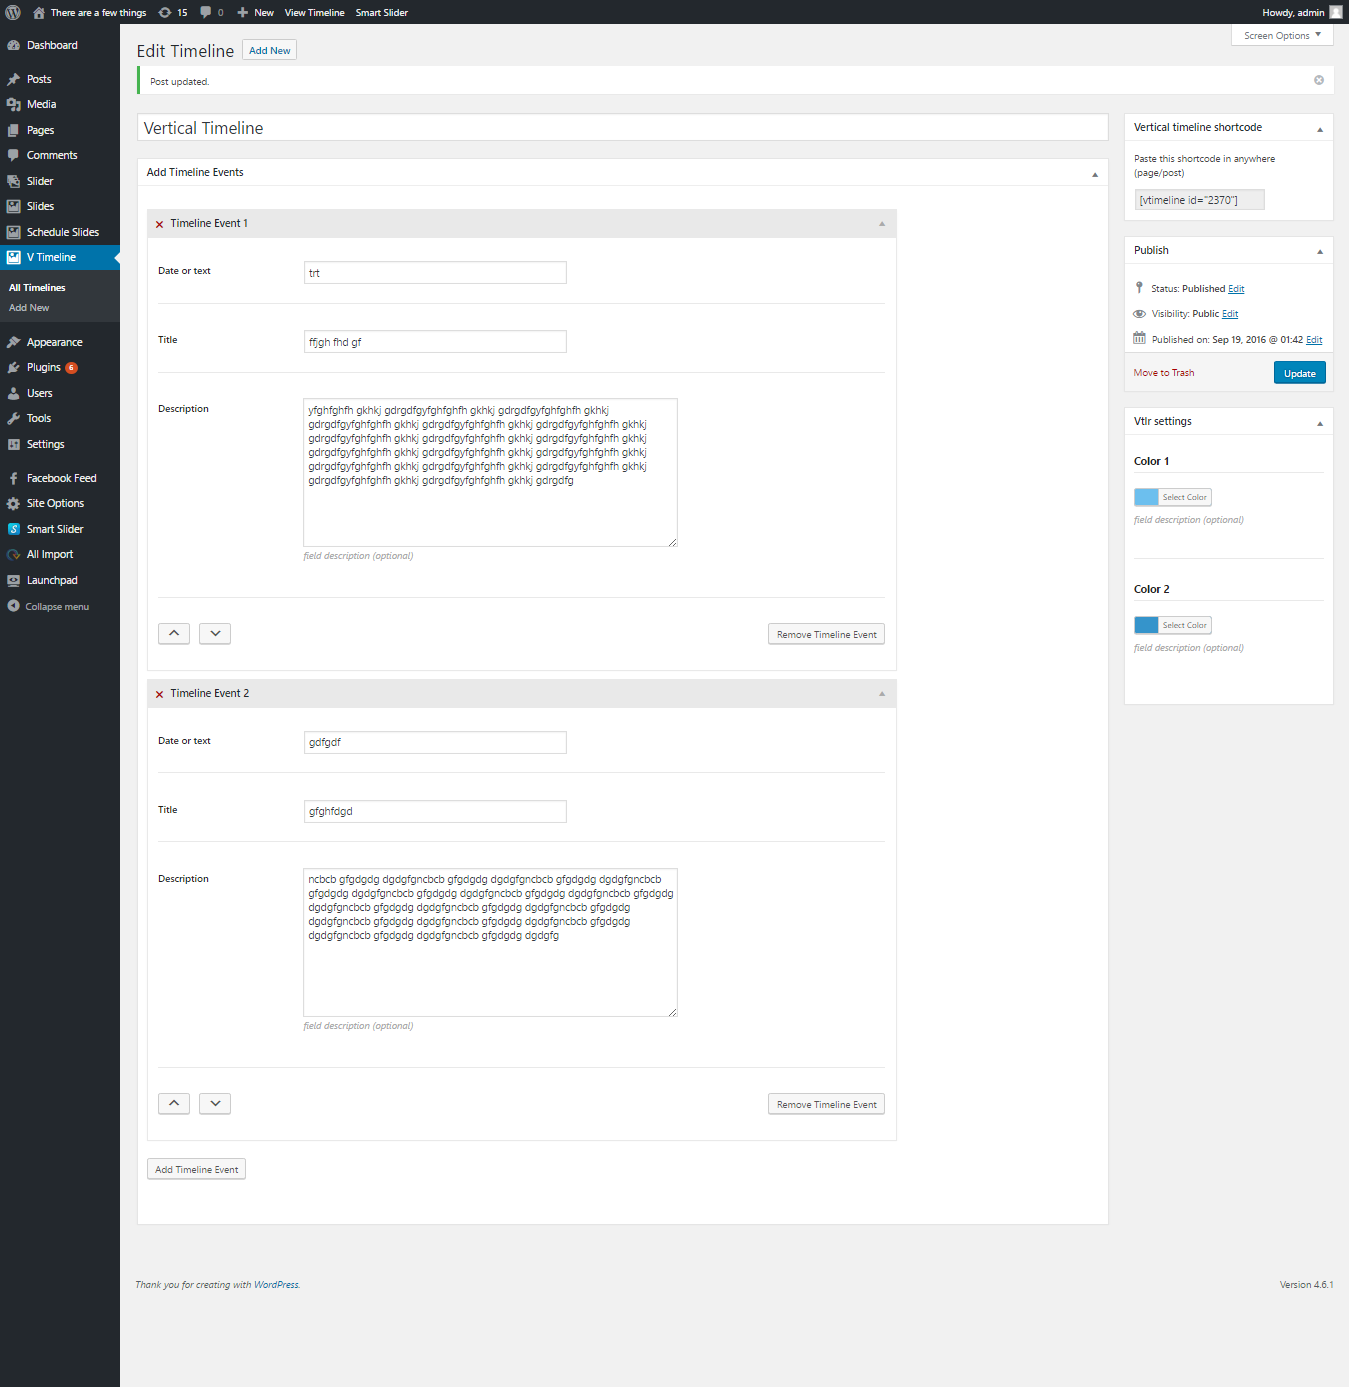 There are a few things 15 0 New View Timeline Smart Slider Howdy, admin
Screen Options
Dashboard
Posts
Media
Pages
Comments
Slider
Slides
Schedule Slides
V Timeline
All Timelines
Add New
Appearance
Plugins 6
Users
Tools
Settings
Facebook Feed
Site Options
S Smart Slider
All Import
Launchpad
Collapse menu
Edit Timeline Add New
Post updated.
Vertical Timeline
Add Timeline Events
Timeline Event 1
Date or text trt
Title ffjgh fhd gf
Description
yfghfghfh gkhkj gdrgdfgyfghfghfh gkhkj gdrgdfgyfghfghfh gkhkj
gdrgdfgyfghfghfh gkhkj gdrgdfgyfghfghfh gkhkj gdrgdfgyfghfghfh gkhkj
gdrgdfgyfghfghfh gkhkj gdrgdfgyfghfghfh gkhkj gdrgdfgyfghfghfh gkhkj
gdrgdfgyfghfghfh gkhkj gdrgdfgyfghfghfh gkhkj gdrgdfgyfghfghfh gkhkj
gdrgdfgyfghfghfh gkhkj gdrgdfgyfghfghfh gkhkj gdrgdfgyfghfghfh gkhkj
gdrgdfgyfghfghfh gkhkj gdrgdfgyfghfghfh gkhkj gdrgdfg
field description (optional)
Remove Timeline Event
Timeline Event 2
Date or text gdfgdf
Title gfghfdgd
Description
ncbcb gfgdgdg dgdgfgncbcb gfgdgdg dgdgfgncbcb gfgdgdg dgdgfgncbcb
gfgdgdg dgdgfgncbcb gfgdgdg dgdgfgncbcb gfgdgdg dgdgfgncbcb gfgdgdg
dgdgfgncbcb gfgdgdg dgdgfgncbcb gfgdgdg dgdgfgncbcb gfgdgdg
dgdgfgncbcb gfgdgdg dgdgfgncbcb gfgdgdg dgdgfgncbcb gfgdgdg
dgdgfgncbcb gfgdgdg dgdgfgncbcb gfgdgdg dgdgfg
field description (optional)
Remove Timeline Event
Add Timeline Event
Vertical timeline shortcode
Paste this shortcode in anywhere
(page/post)
[vtimeline id="2370"]
Publish
Status: Published Edit
Visibility: Public Edit
Published on: Sep 19, 2016 @ 01:42 Edit
Move to Trash Update
Vtlr settings
Color 1
Select Color
field description (optional)
Color 2
Select Color
field description (optional)
Thank you for creating with WordPress. Version 4.6.1